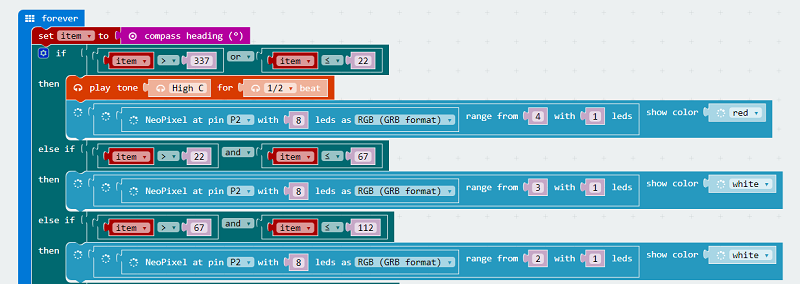 forever
set item to compass heading (°)
if item > 337 or item ≤ 22
then play tone High C for 1/2 beat
NeoPixel at pin P2 with 8 leds as RGB (GRB format) range from 4 with 1 leds show color red
else if item > 22 and item ≤ 67
then NeoPixel at pin P2 with 8 leds as RGB (GRB format) range from 3 with 1 leds show color white
else if item > 67 and item ≤ 112
then NeoPixel at pin P2 with 8 leds as RGB (GRB format) range from 2 with 1 leds show color white